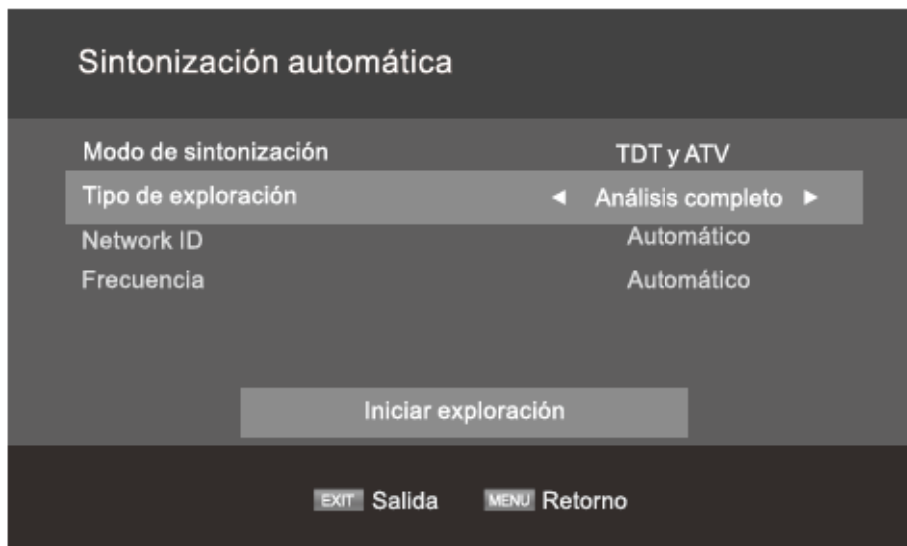 Sintonización automática
Modo de sintonización TDT y ATV
Tipo de exploración ◄ Análisis completo ►
Network ID Automático
Frecuencia Automático
Iniciar exploración
EXIT Salida MENU Retorno